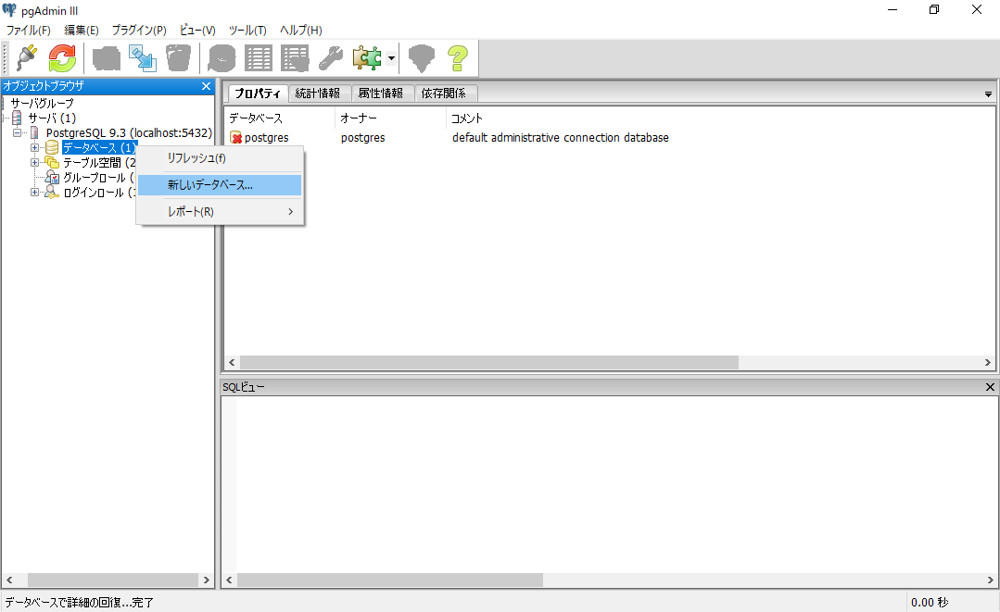 pgAdmin III
ファイル(F) 編集(E) プラグイン(P) ビュー(V) ツール(T) ヘルプ(H)
オブジェクトブラウザ
サーバグループ
サーバ (1)
PostgreSQL 9.3 (localhost:5432)
データベース (1)
テーブル空間 (2
グループロール (
ログインロール (
リフレッシュ(f)
新しいデータベース...
レポート(R)
プロパティ 統計情報 属性情報 依存関係
データベース オーナー コメント
postgres postgres default administrative connection database
SQLビュー
データベースで詳細の回復...完了 0.00 秒